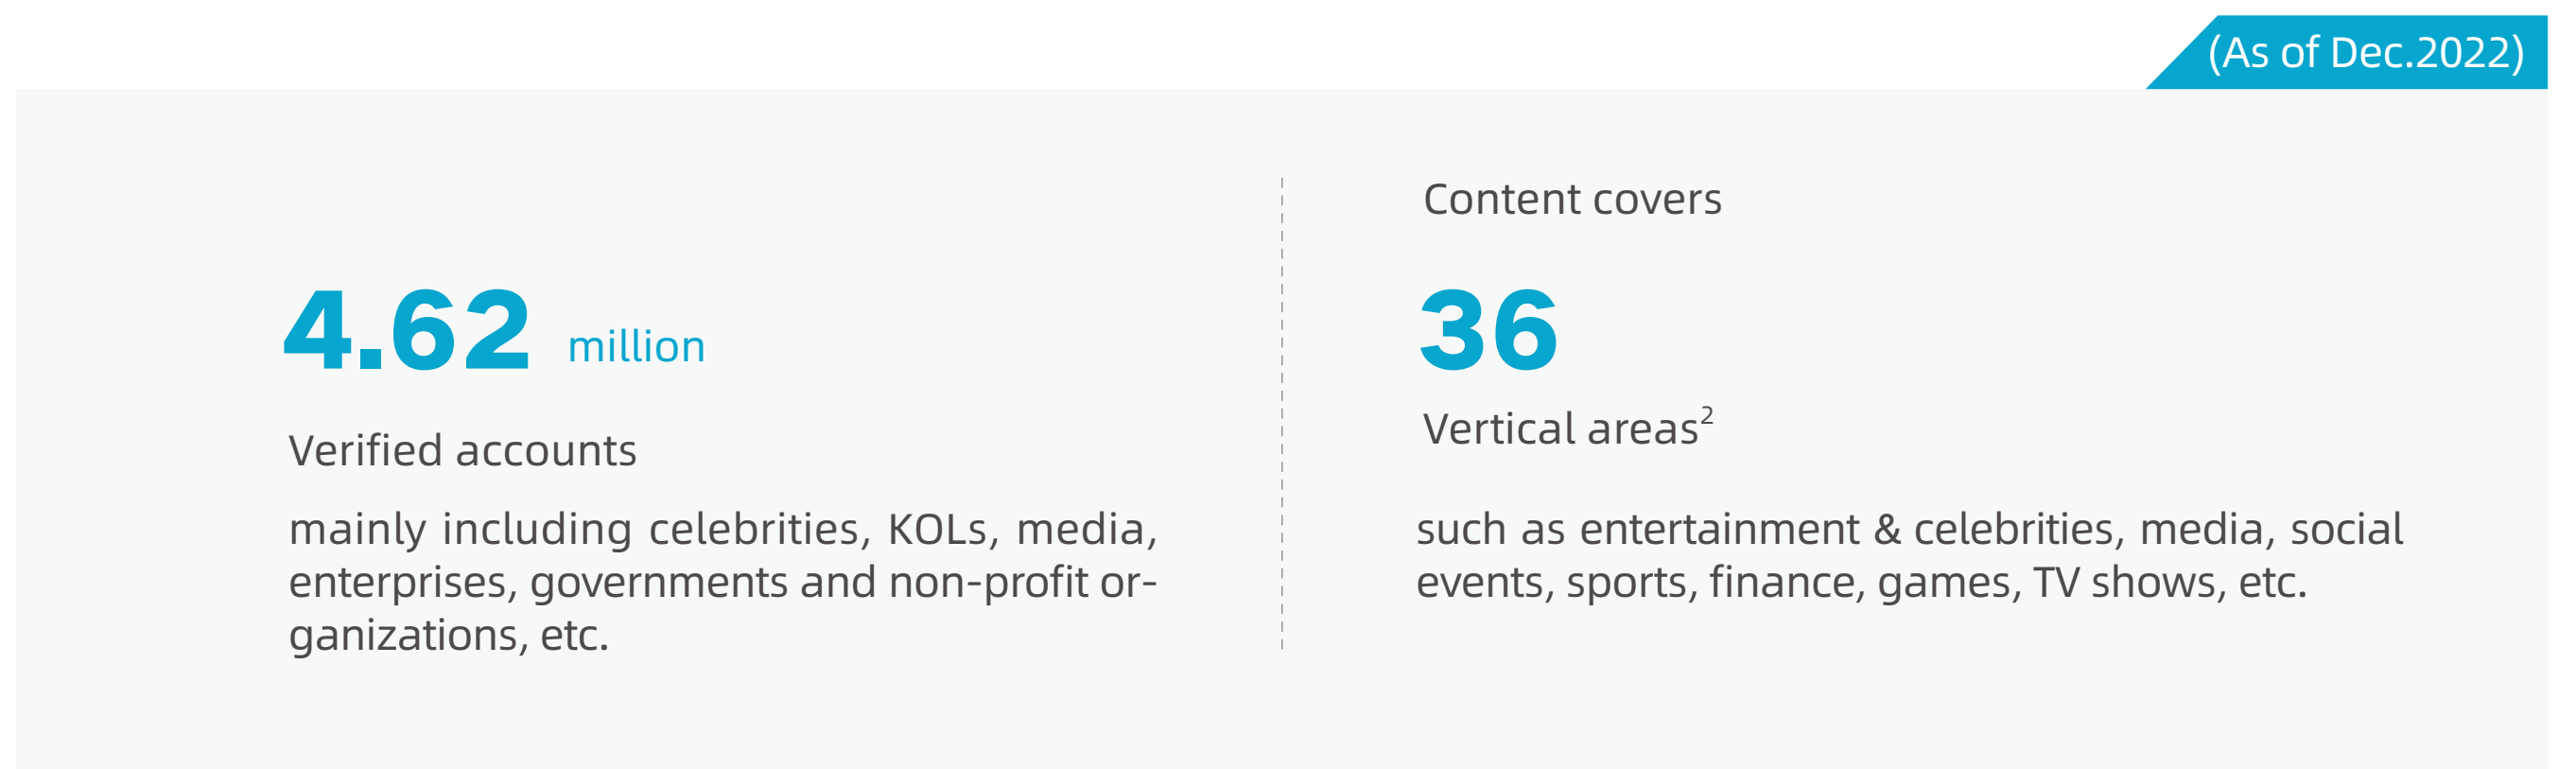 (As of Dec.2022)
4.62 million
Verified accounts
mainly including celebrities, KOLs, media,
enterprises, governments and non-profit or-
ganizations, etc.
Content covers
36
Vertical areas²
such as entertainment & celebrities, media, social
events, sports, finance, games, TV shows, etc.